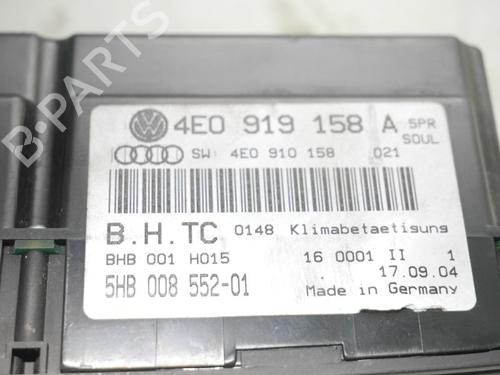 4E0 919 158 A 5PR
SOUL
SW: 4E0 910 158 021
B.H.TC 0148 Klimabetaetisung
BHB 001 H015 16 0001 II 1
5HB 008 552-01 17.09.04
Made in Germany
B-PARTS